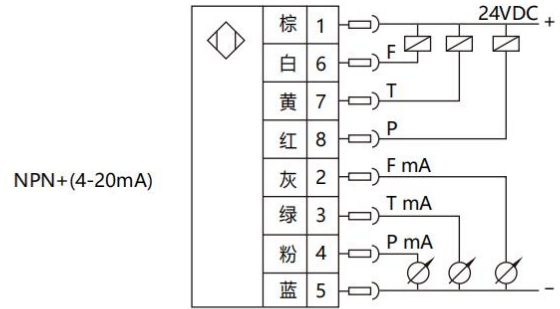 24VDC +
棕 1
白 6 F
黄 7 T
红 8 P
NPN+(4-20mA)
灰 2 F mA
绿 3 T mA
粉 4 P mA
蓝 5 −